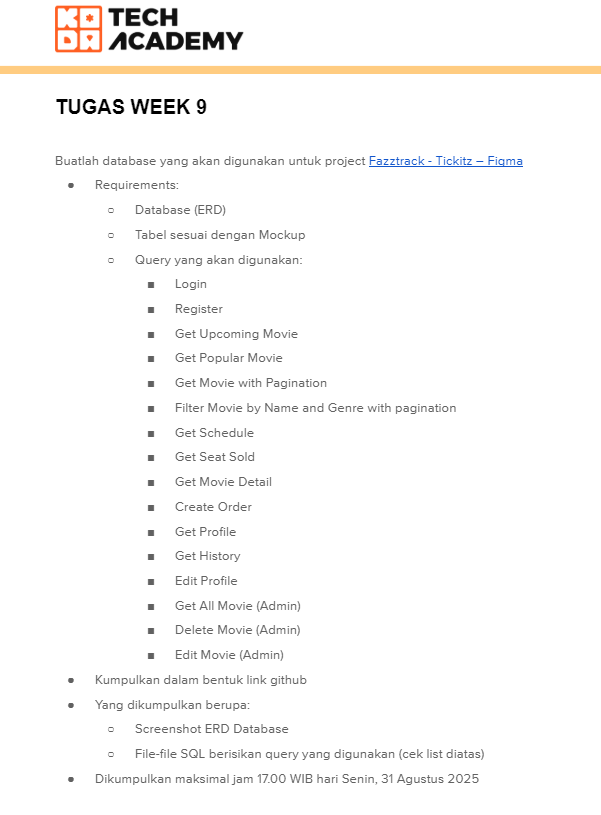 KODA TECH
ACADEMY
TUGAS WEEK 9
Buatlah database yang akan digunakan untuk project Fazztrack - Tickitz – Figma
● Requirements:
○ Database (ERD)
○ Tabel sesuai dengan Mockup
○ Query yang akan digunakan:
■ Login
■ Register
■ Get Upcoming Movie
■ Get Popular Movie
■ Get Movie with Pagination
■ Filter Movie by Name and Genre with pagination
■ Get Schedule
■ Get Seat Sold
■ Get Movie Detail
■ Create Order
■ Get Profile
■ Get History
■ Edit Profile
■ Get All Movie (Admin)
■ Delete Movie (Admin)
■ Edit Movie (Admin)
● Kumpulkan dalam bentuk link github
● Yang dikumpulkan berupa:
○ Screenshot ERD Database
○ File-file SQL berisikan query yang digunakan (cek list diatas)
● Dikumpulkan maksimal jam 17.00 WIB hari Senin, 31 Agustus 2025